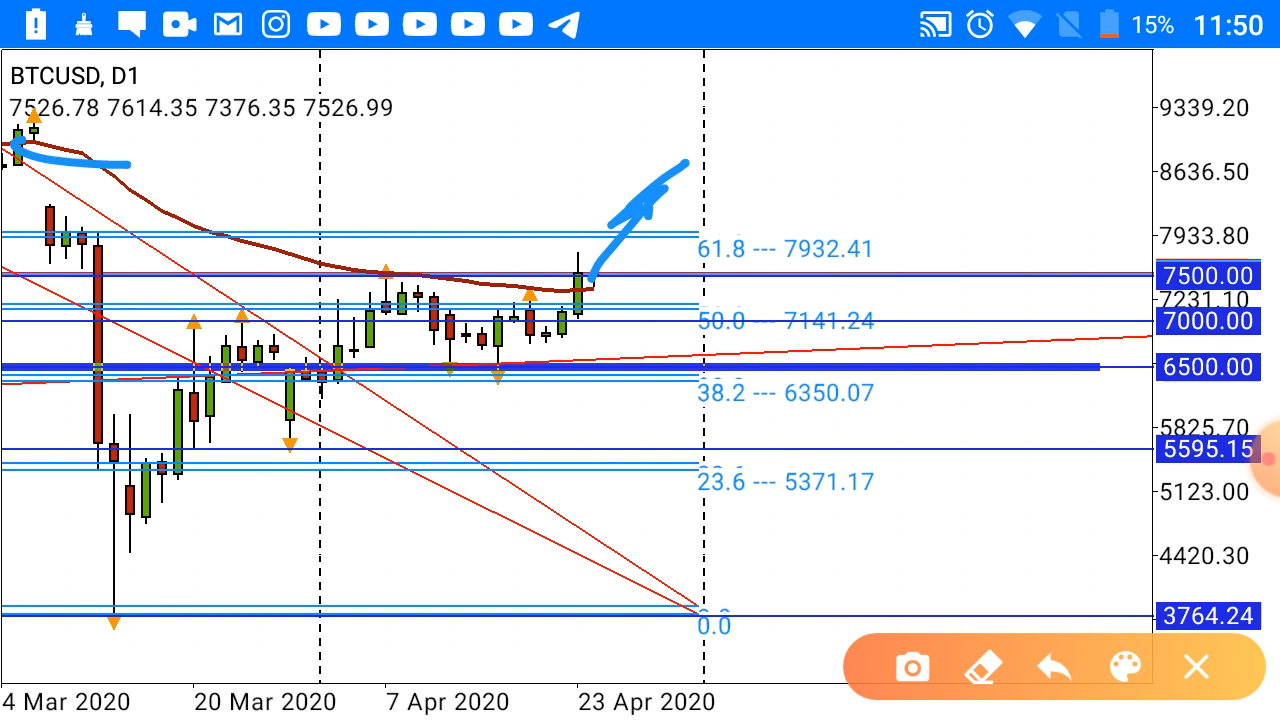 15% 11:50
BTCUSD, D1
7526.78 7614.35 7376.35 7526.99
9339.20
8636.50
61.8 --- 7932.41
7933.80
7500.00
7231.10
50.0 --- 7141.24
7000.00
6500.00
38.2 --- 6350.07
5825.70
5595.15
23.6 --- 5371.17
5123.00
4420.30
3764.24
0.0
4 Mar 2020 20 Mar 2020 7 Apr 2020 23 Apr 2020